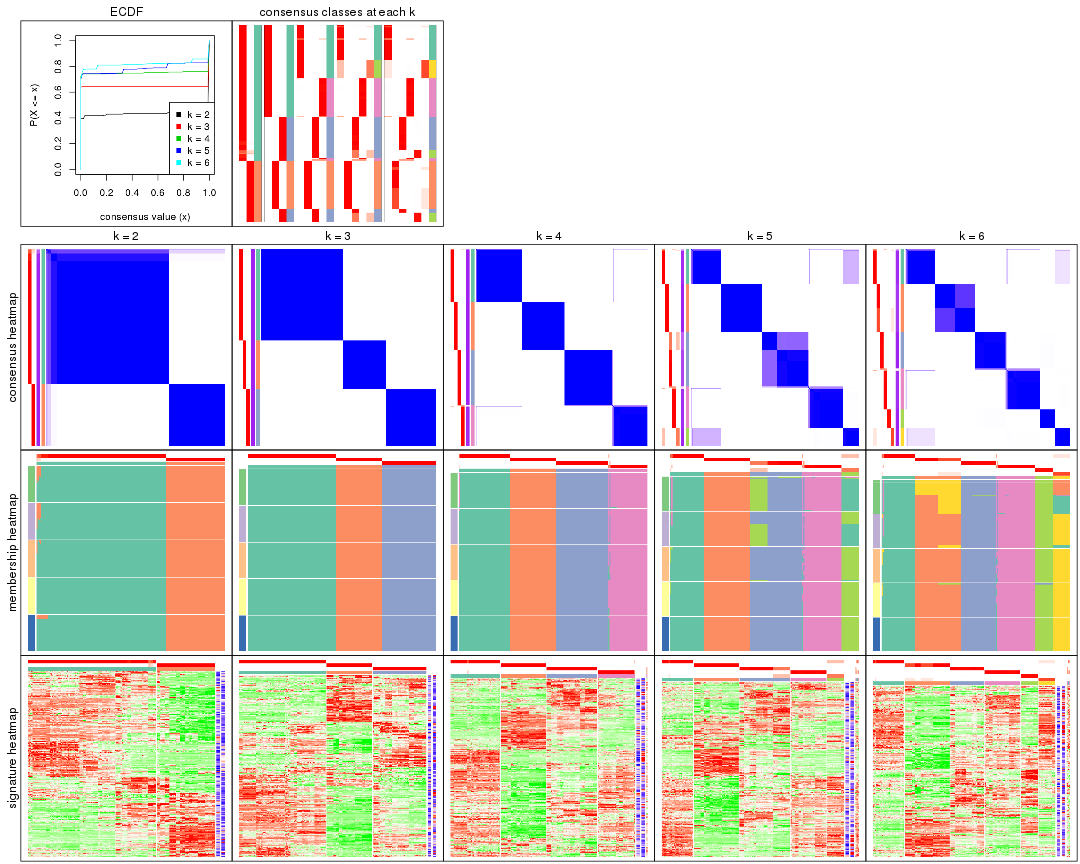 ECDF
consensus classes at each k
P(X <= x)
0.0
0.2
0.4
0.6
0.8
1.0
k = 2
k = 3
k = 4
k = 5
k = 6
0.0 0.2 0.4 0.6 0.8 1.0
consensus value (x)
k = 2
k = 3
k = 4
k = 5
k = 6
consensus heatmap
membership heatmap
signature heatmap